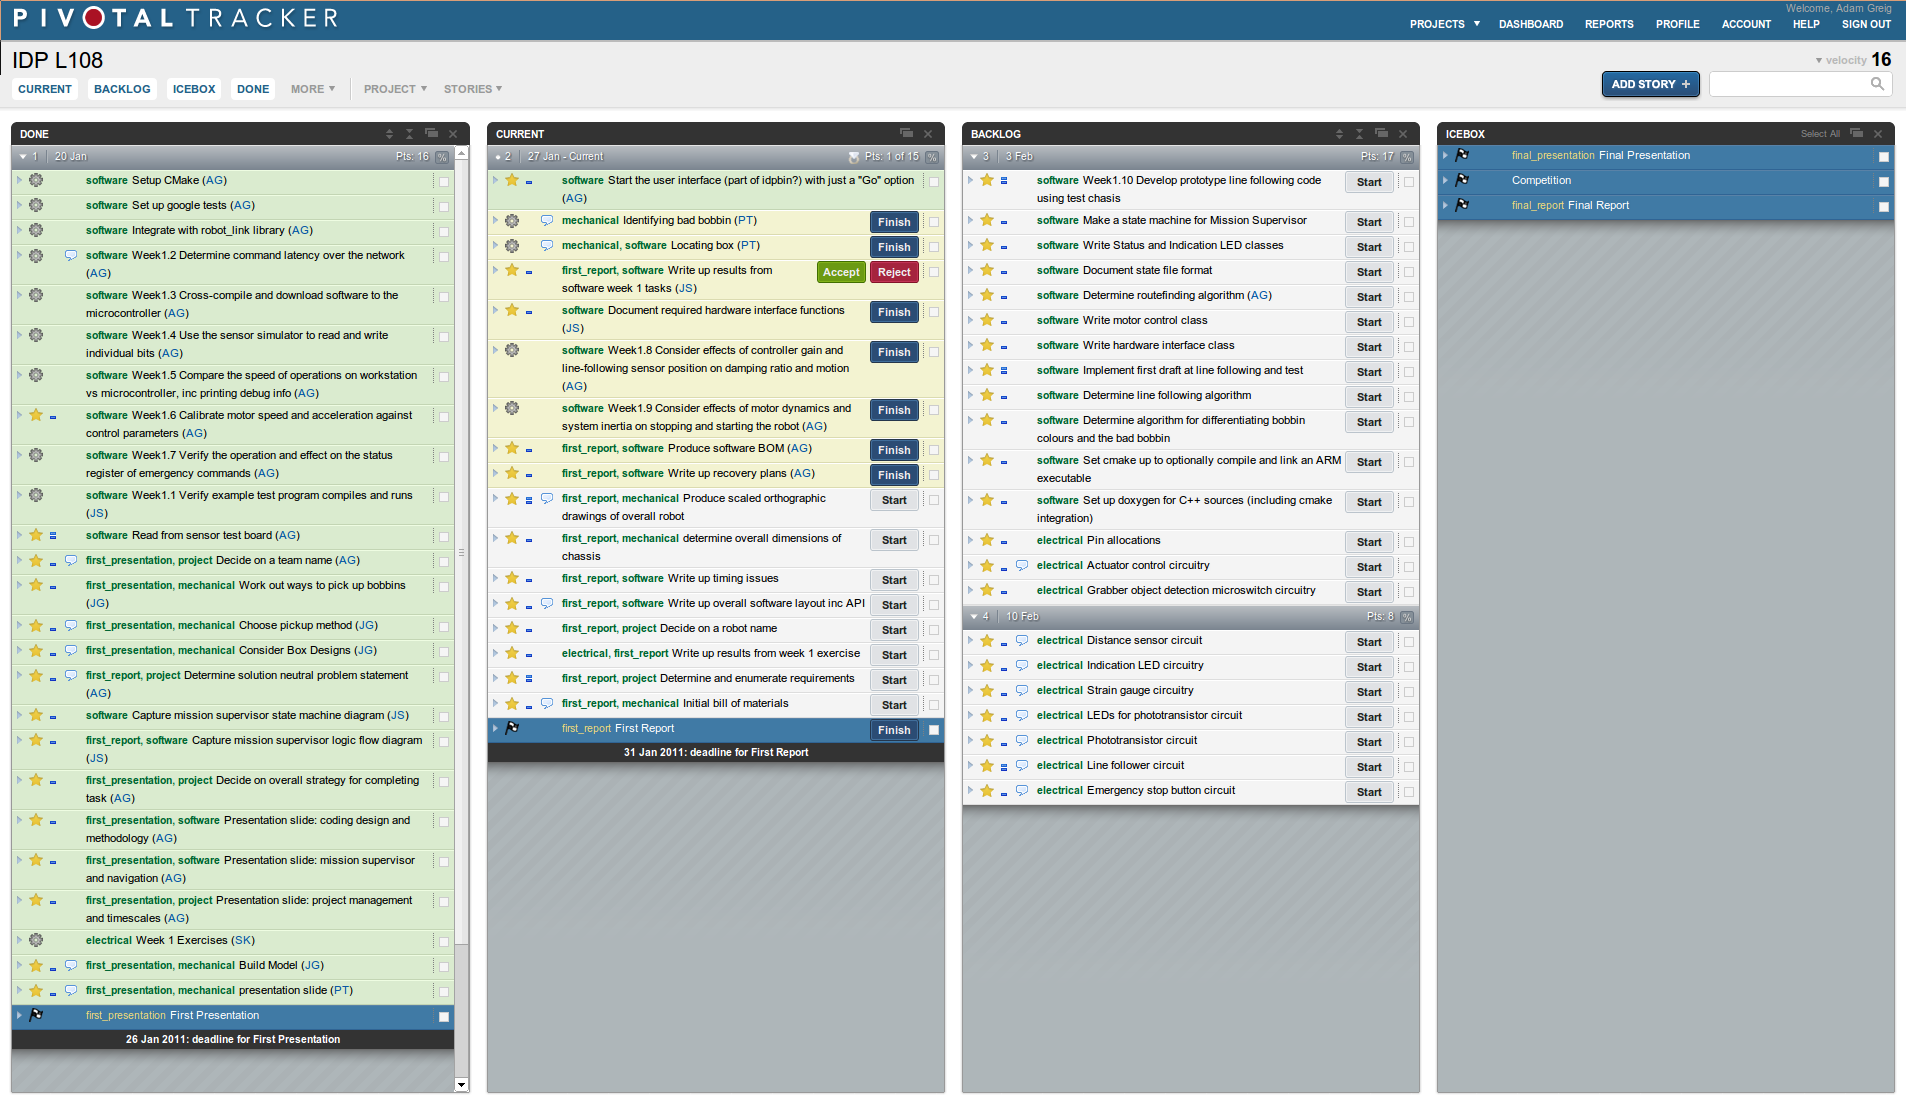 PIVOTAL TRACKER
Welcome, Adam Greig
PROJECTS DASHBOARD REPORTS PROFILE ACCOUNT HELP SIGN OUT
IDP L108
velocity 16
CURRENT BACKLOG ICEBOX DONE MORE PROJECT STORIES
ADD STORY +
DONE
1 20 Jan Pts: 16 %
software Setup CMake (AG)
software Set up google tests (AG)
software Integrate with robot_link library (AG)
software Week1.2 Determine command latency over the network
(AG)
software Week1.3 Cross-compile and download software to the
microcontroller (AG)
software Week1.4 Use the sensor simulator to read and write
individual bits (AG)
software Week1.5 Compare the speed of operations on workstation
vs microcontroller, inc printing debug info (AG)
software Week1.6 Calibrate motor speed and acceleration against
control parameters (AG)
software Week1.7 Verify the operation and effect on the status
register of emergency commands (AG)
software Week1.1 Verify example test program compiles and runs
(JS)
software Read from sensor test board (AG)
first_presentation, project Decide on a team name (AG)
first_presentation, mechanical Work out ways to pick up bobbins
(JG)
first_presentation, mechanical Choose pickup method (JG)
first_presentation, mechanical Consider Box Designs (JG)
first_report, project Determine solution neutral problem statement
(AG)
software Capture mission supervisor state machine diagram (JS)
first_report, software Capture mission supervisor logic flow diagram
(JS)
first_presentation, project Decide on overall strategy for completing
task (AG)
first_presentation, software Presentation slide: coding design and
methodology (AG)
first_presentation, software Presentation slide: mission supervisor
and navigation (AG)
first_presentation, project Presentation slide: project management
and timescales (AG)
electrical Week 1 Exercises (SK)
first_presentation, mechanical Build Model (JG)
first_presentation, mechanical presentation slide (PT)
first_presentation First Presentation
26 Jan 2011: deadline for First Presentation
CURRENT
2 27 Jan - Current Pts: 1 of 15 %
software Start the user interface (part of idpbin?) with just a "Go" option
(AG)
mechanical Identifying bad bobbin (PT) Finish
mechanical, software Locating box (PT) Finish
first_report, software Write up results from Accept Reject
software week 1 tasks (JS)
software Document required hardware interface functions Finish
(JS)
software Week1.8 Consider effects of controller gain and Finish
line-following sensor position on damping ratio and motion
(AG)
software Week1.9 Consider effects of motor dynamics and Finish
system inertia on stopping and starting the robot (AG)
first_report, software Produce software BOM (AG) Finish
first_report, software Write up recovery plans (AG) Finish
first_report, mechanical Produce scaled orthographic Start
drawings of overall robot
first_report, mechanical determine overall dimensions of Start
chassis
first_report, software Write up timing issues Start
first_report, software Write up overall software layout inc API Start
first_report, project Decide on a robot name Start
electrical, first_report Write up results from week 1 exercise Start
first_report, project Determine and enumerate requirements Start
first_report, mechanical Initial bill of materials Start
first_report First Report Finish
31 Jan 2011: deadline for First Report
BACKLOG
3 3 Feb Pts: 17 %
software Week1.10 Develop prototype line following code Start
using test chasis
software Make a state machine for Mission Supervisor Start
software Write Status and Indication LED classes Start
software Document state file format Start
software Determine routefinding algorithm (AG) Start
software Write motor control class Start
software Write hardware interface class Start
software Implement first draft at line following and test Start
software Determine line following algorithm Start
software Determine algorithm for differentiating bobbin Start
colours and the bad bobbin
software Set cmake up to optionally compile and link an ARM Start
executable
software Set up doxygen for C++ sources (including cmake Start
integration)
electrical Pin allocations Start
electrical Actuator control circuitry Start
electrical Grabber object detection microswitch circuitry Start
4 10 Feb Pts: 8 %
electrical Distance sensor circuit Start
electrical Indication LED circuitry Start
electrical Strain gauge circuitry Start
electrical LEDs for phototransistor circuit Start
electrical Phototransistor circuit Start
electrical Line follower circuit Start
electrical Emergency stop button circuit Start
ICEBOX Select All
final_presentation Final Presentation
Competition
final_report Final Report